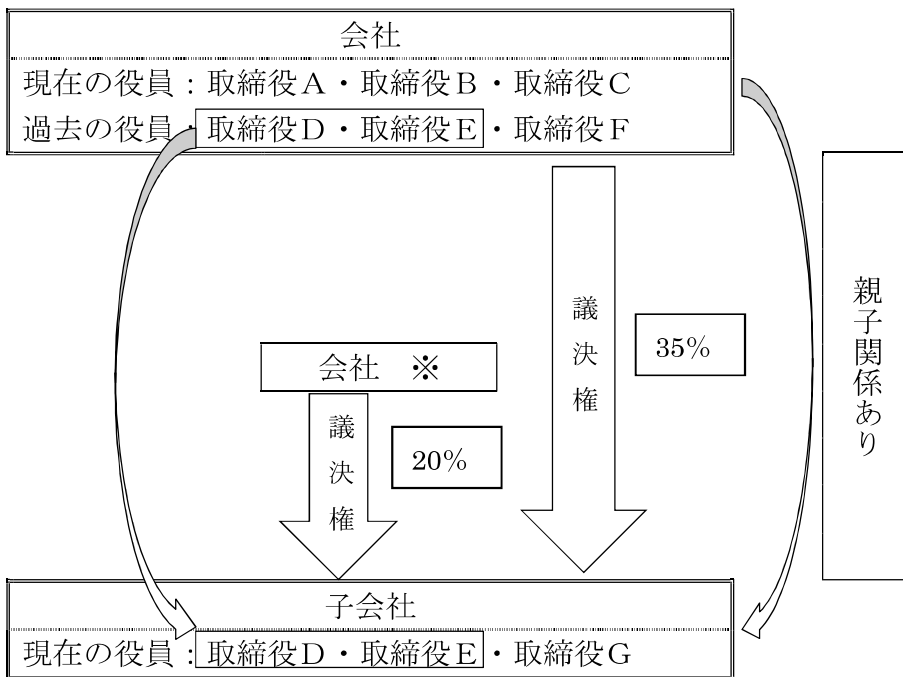 会社
現在の役員：取締役A・取締役B・取締役C
過去の役員：取締役D・取締役E・取締役F
親子関係あり
議決権
35%
会社 ※
議決権
20%
子会社
現在の役員：取締役D・取締役E・取締役G